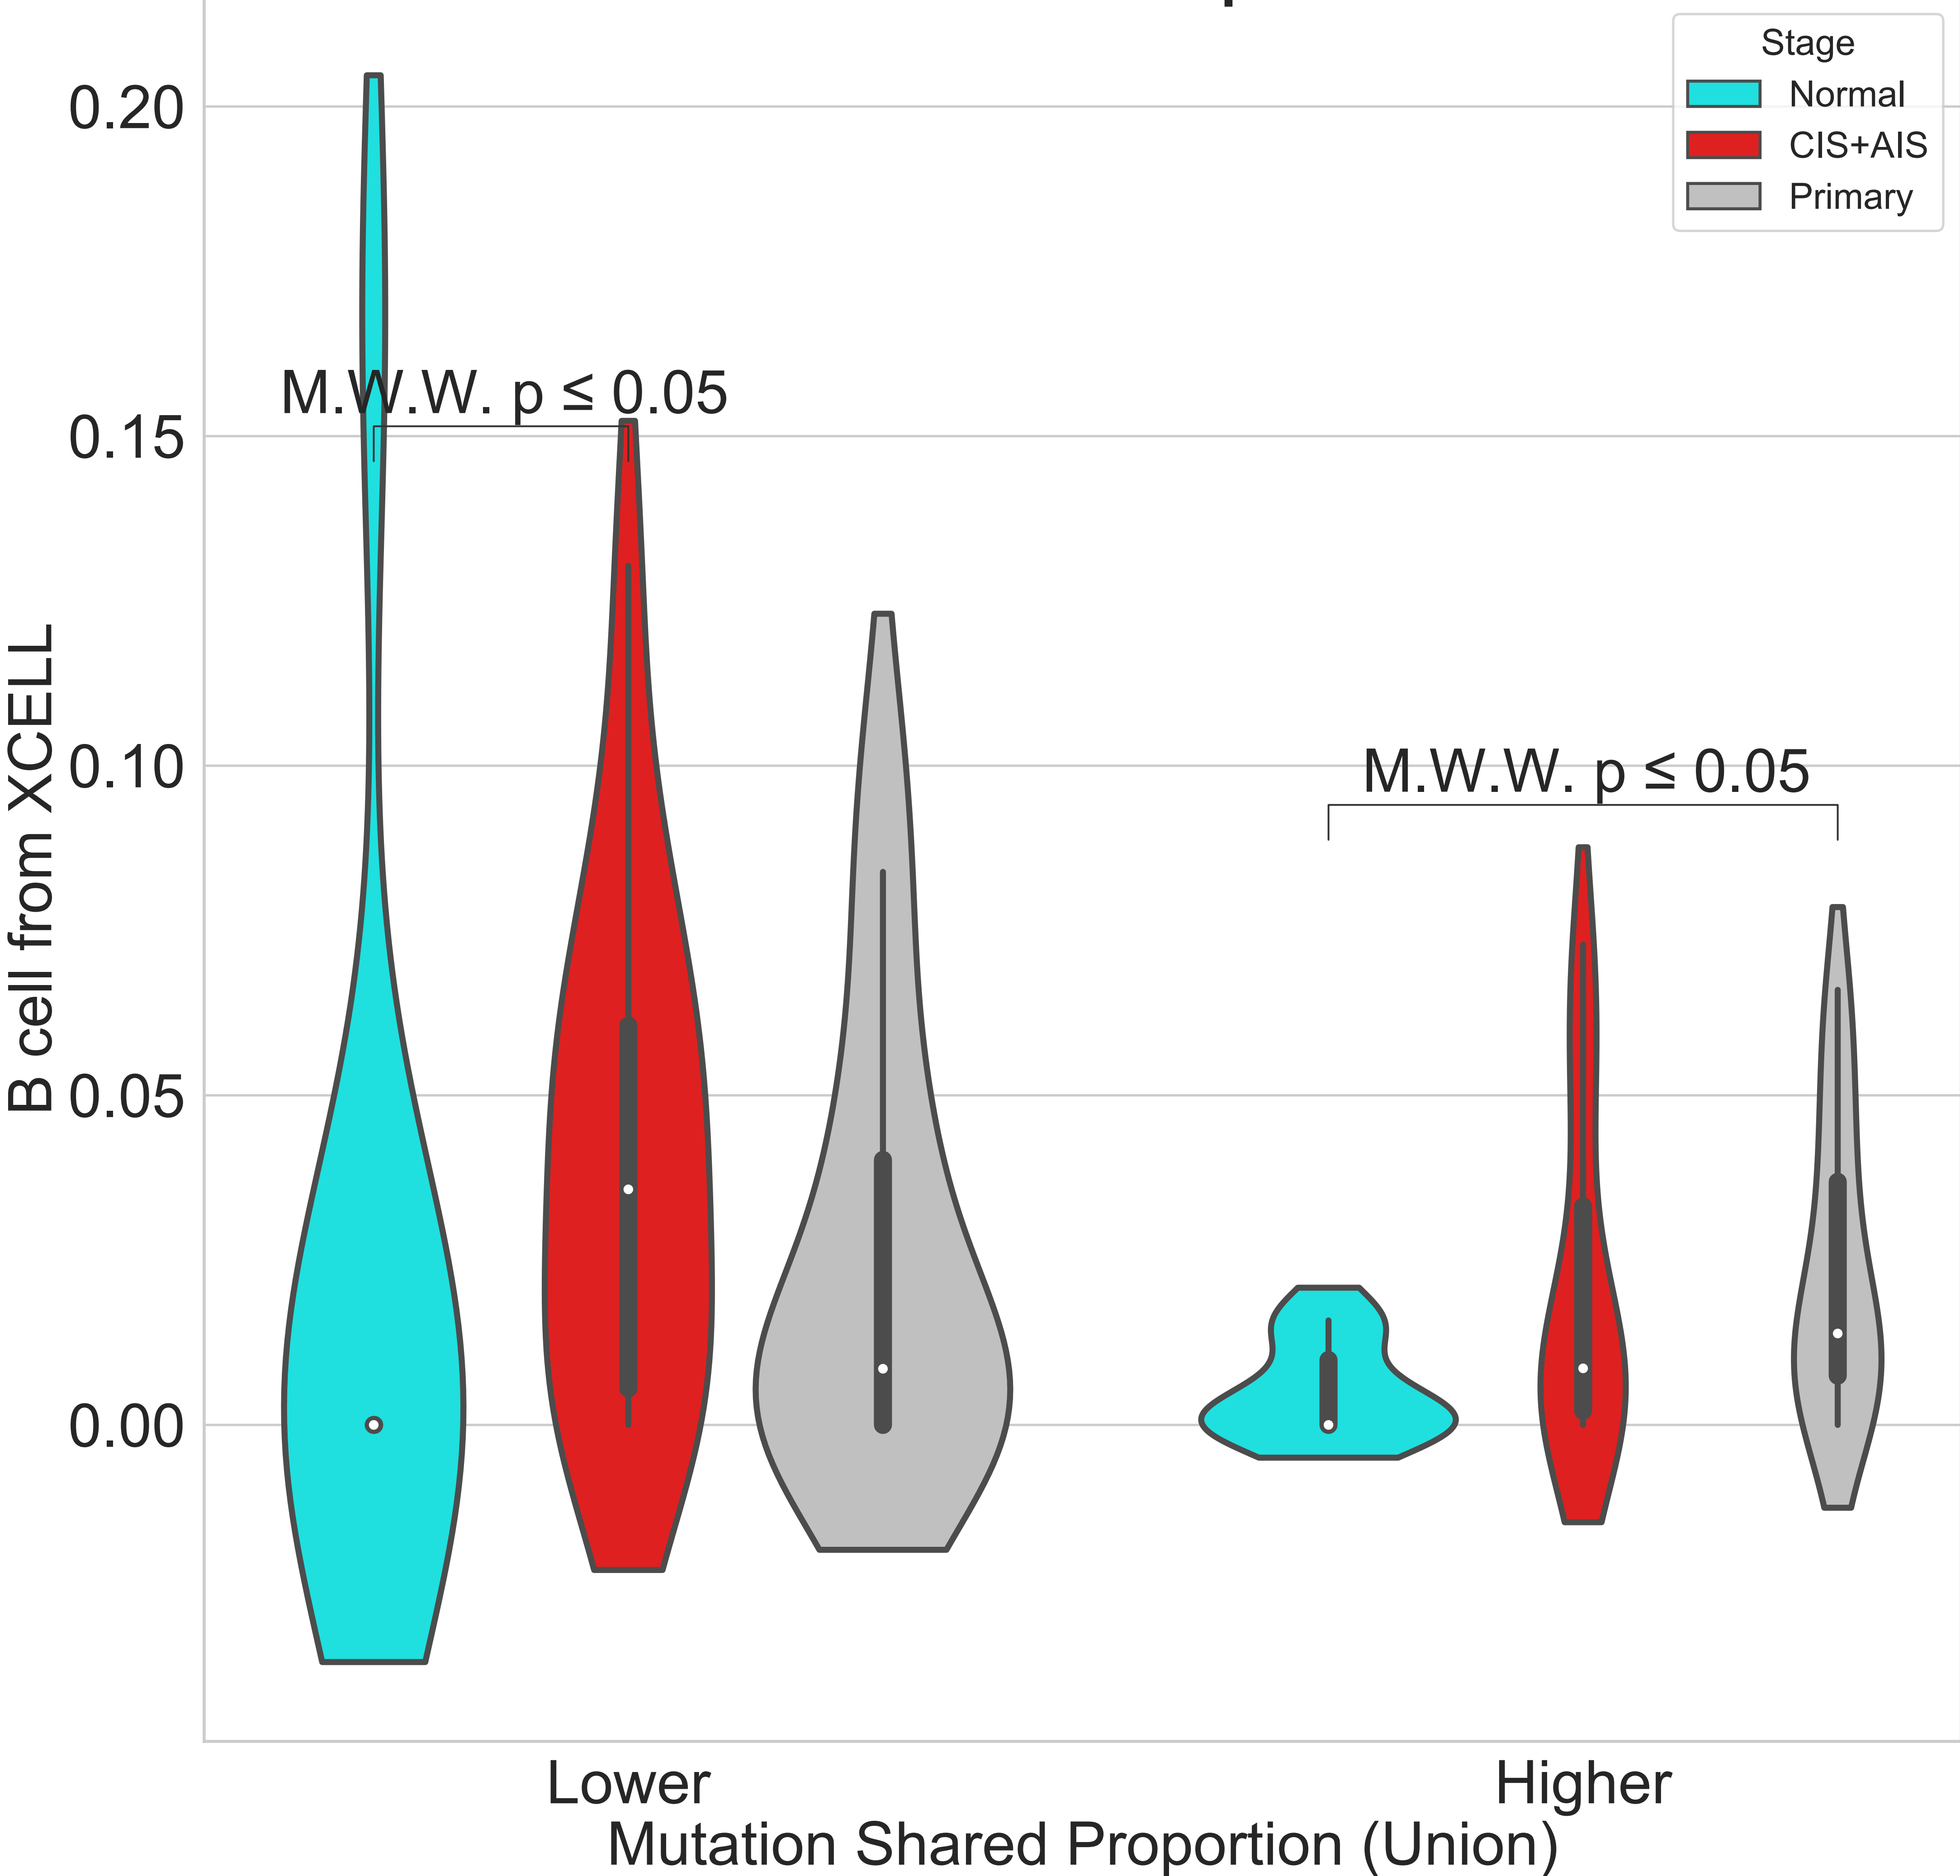 Stage
Normal
CIS+AIS
Primary
0.20
0.15
0.10
0.05
0.00
B cell from XCELL
M.W.W. p ≤ 0.05
M.W.W. p ≤ 0.05
Lower
Higher
Mutation Shared Proportion (Union)